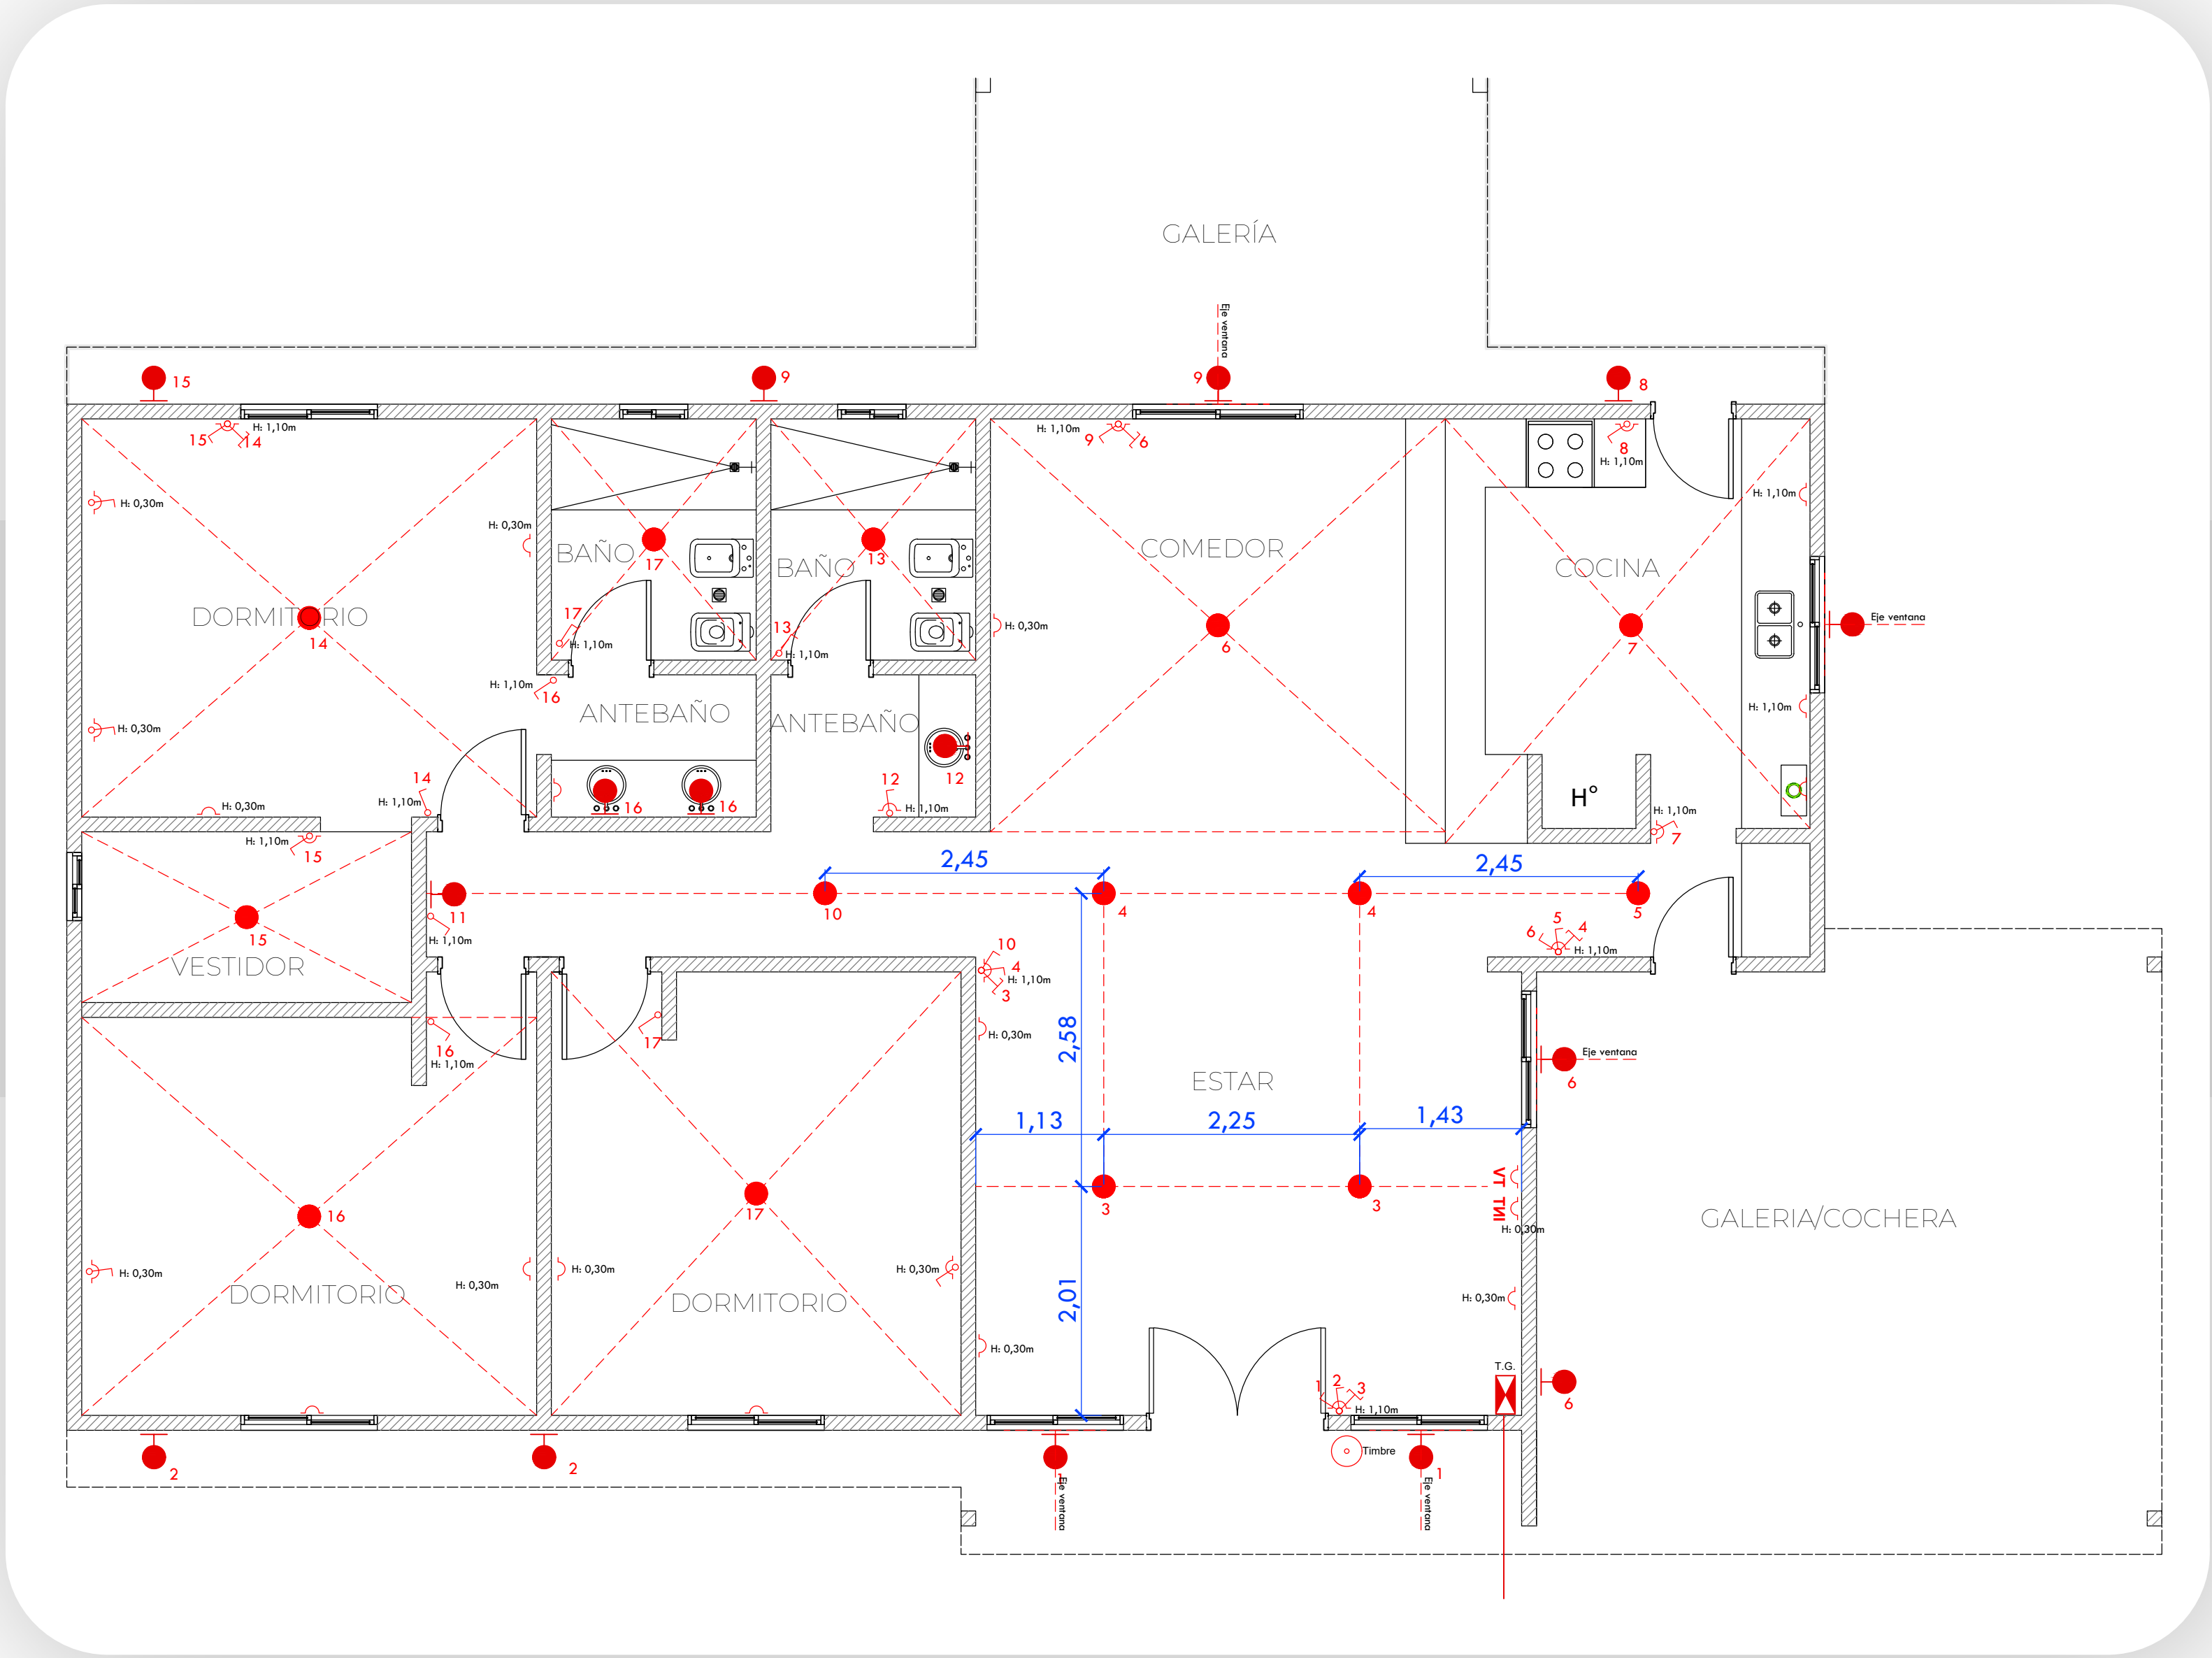 GALERÍA
Eje ventana
15
9
9
8
15
14
H: 1,10m
H: 1,10m
9
6
8
H: 1,10m
H: 0,30m
H: 0,30m
H: 1,10m
BAÑO
17
BAÑO
13
COMEDOR
COCINA
DORMITORIO
14
17
H: 1,10m
13
H: 1,10m
H: 0,30m
6
7
Eje ventana
H: 1,10m
16
ANTEBAÑO
ANTEBAÑO
H: 1,10m
H: 0,30m
14
H: 1,10m
H: 0,30m
16
16
12
H: 1,10m
12
H°
H: 1,10m
7
H: 1,10m
15
2,45
2,45
11
10
4
4
5
15
VESTIDOR
H: 1,10m
10
4
H: 1,10m
3
5
4
6
H: 1,10m
16
H: 1,10m
17
H: 0,30m
2,58
ESTAR
Eje ventana
6
1,13
2,25
1,43
VT
INT
H: 0,30m
3
3
16
17
GALERIA/COCHERA
H: 0,30m
H: 0,30m
DORMITORIO
H: 0,30m
H: 0,30m
DORMITORIO
2,01
H: 0,30m
H: 0,30m
T.G.
1
2
3
H: 1,10m
6
Timbre
2
2
1
Eje ventana
1
Eje ventana